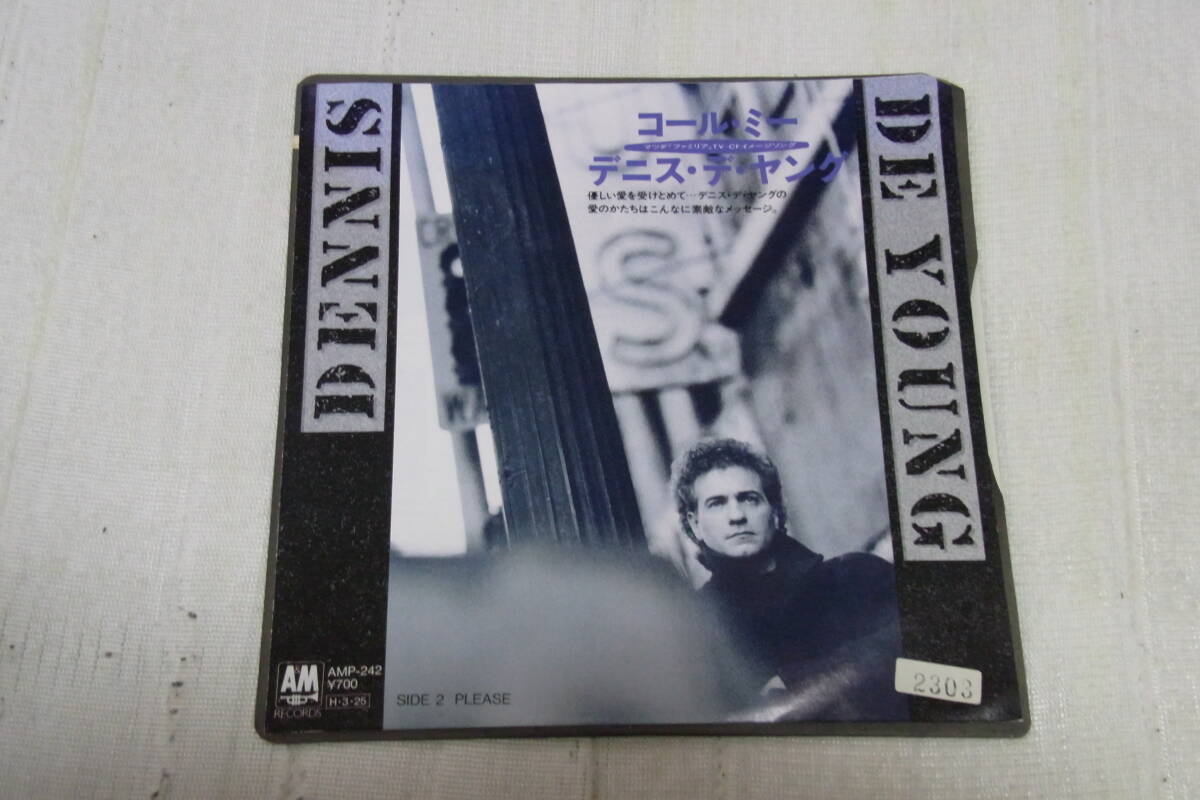 DENNIS
DE YOUNG
コール・ミー
マツダ「ファミリア」TV-CFイメージソング
デニス・デ・ヤング
優しい愛を受けとめて…デニス・デ・ヤングの
愛のかたちはこんなに素敵なメッセージ。
S
A&M
RECORDS
AMP-242
¥700
H・3・25
SIDE 2 PLEASE
2303